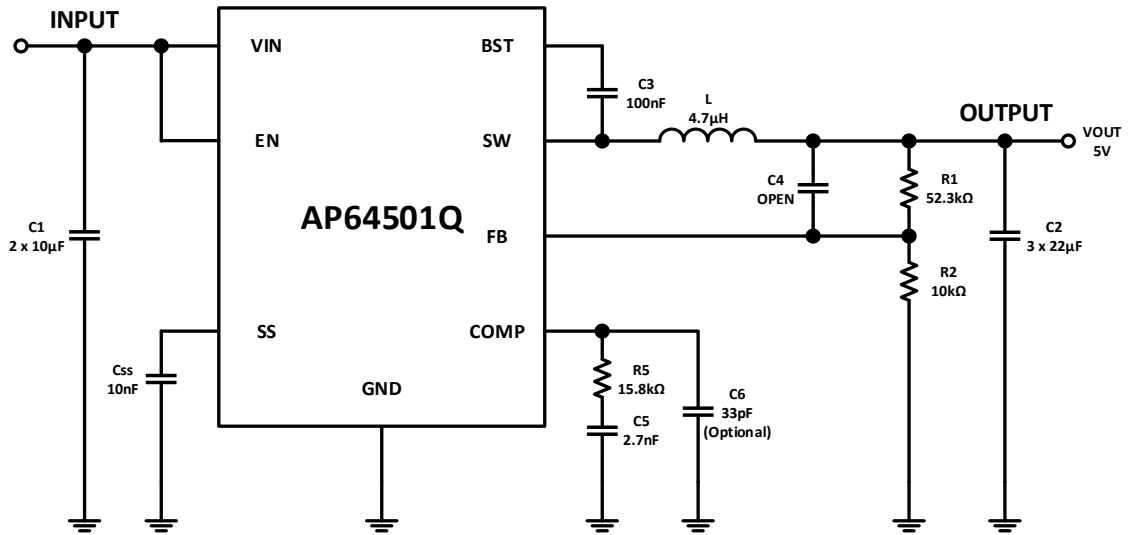 INPUT
VIN
BST
C3
100nF
L
4.7µH
OUTPUT
VOUT
5V
EN
SW
C4
OPEN
R1
52.3kΩ
AP64501Q
FB
C1
2 x 10µF
C2
3 x 22µF
R2
10kΩ
SS
COMP
Css
10nF
GND
R5
15.8kΩ
C6
33pF
(Optional)
C5
2.7nF